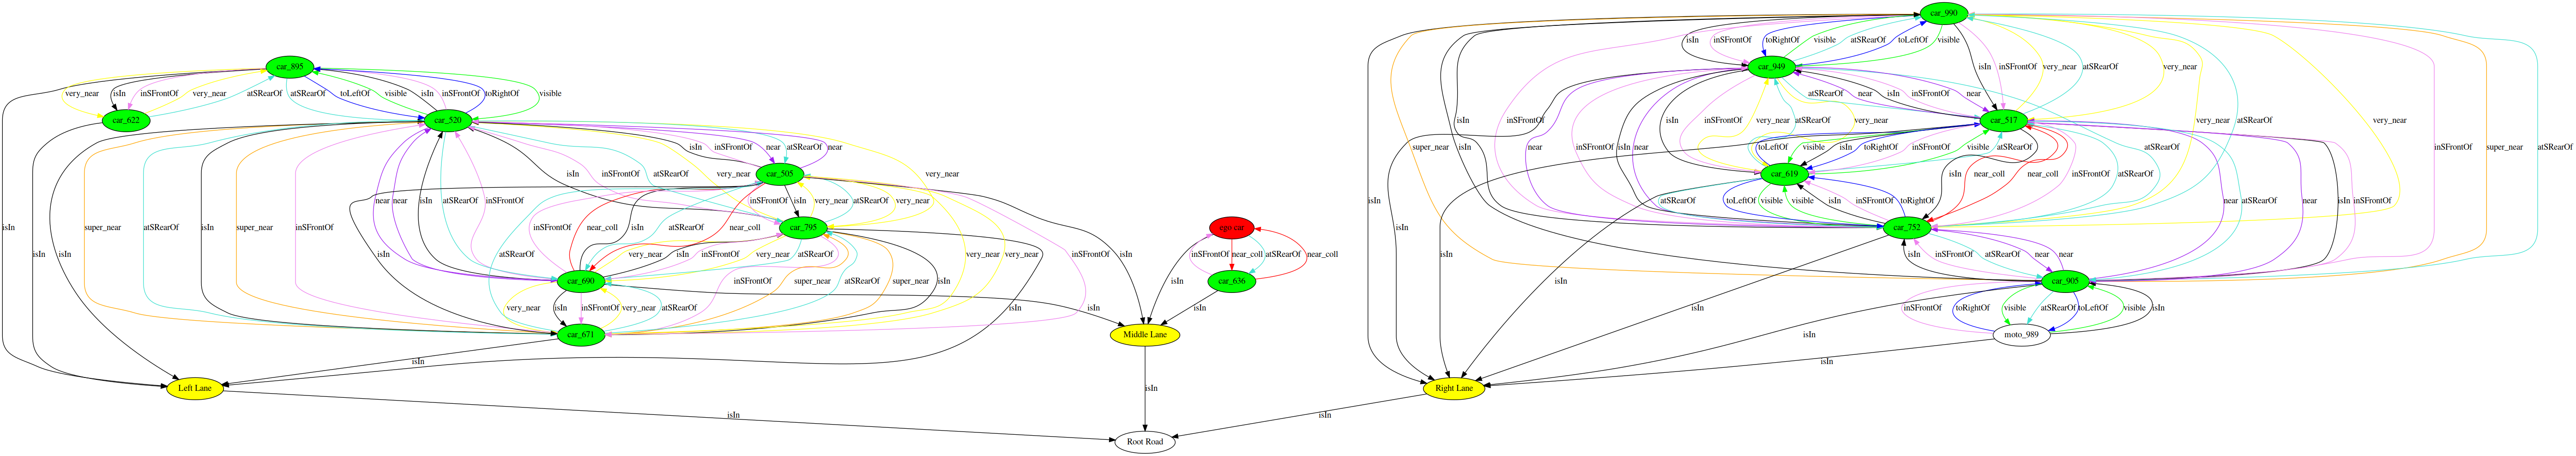 car_990
isIn inSFrontOf toRightOf visible atSRearOf toLeftOf visible
car_895
car_949
isIn inSFrontOf very_near very_near atSRearOf
very_near isIn inSFrontOf very_near atSRearOf atSRearOf toLeftOf visible isIn inSFrontOf toRightOf visible
atSRearOf near isIn inSFrontOf near
car_622
car_520
car_517
isIn inSFrontOf very_near atSRearOf very_near atSRearOf very_near
isIn inSFrontOf near atSRearOf near
super_near isIn inSFrontOf toLeftOf visible isIn toRightOf inSFrontOf visible atSRearOf inSFrontOf super_near atSRearOf
isIn inSFrontOf atSRearOf very_near very_near
near inSFrontOf isIn near isIn near_coll near_coll inSFrontOf atSRearOf
car_505
car_619
near near isIn atSRearOf inSFrontOf
inSFrontOf isIn very_near atSRearOf very_near
atSRearOf toLeftOf visible visible isIn inSFrontOf toRightOf
near atSRearOf near isIn inSFrontOf
isIn isIn super_near atSRearOf isIn super_near inSFrontOf
inSFrontOf near_coll isIn atSRearOf near_coll
ego car
car_795
car_752
isIn atSRearOf very_near isIn inSFrontOf very_near atSRearOf
inSFrontOf very_near very_near isIn
inSFrontOf near_coll atSRearOf near_coll
isIn isIn isIn inSFrontOf atSRearOf near near
inSFrontOf super_near atSRearOf super_near isIn
car_690
car_636
car_905
very_near isIn inSFrontOf very_near atSRearOf
isIn isIn isIn
isIn isIn inSFrontOf toRightOf visible atSRearOf toLeftOf visible isIn
car_671
Middle Lane
moto_989
isIn isIn
Left Lane
Right Lane
isIn isIn isIn
Root Road